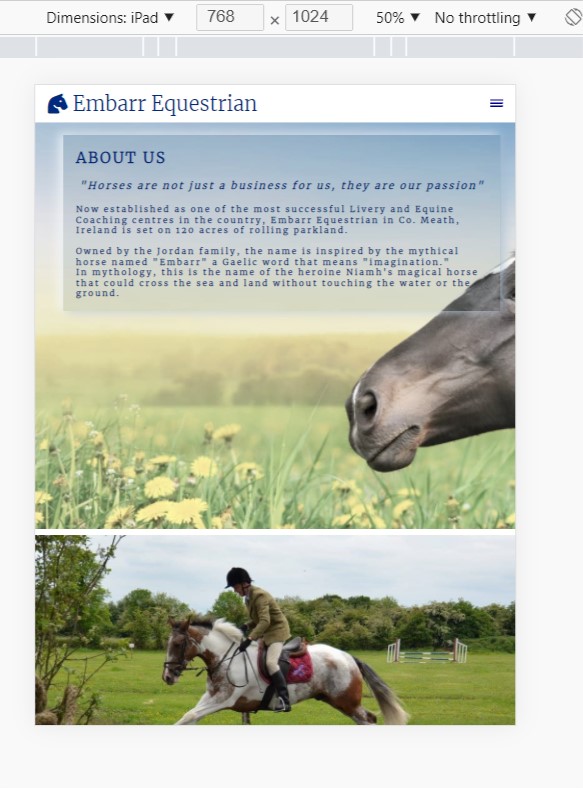 Dimensions: iPad ▼ 768 × 1024 50% ▼ No throttling ▼
Embarr Equestrian
ABOUT US
"Horses are not just a business for us, they are our passion"
Now established as one of the most successful Livery and Equine
Coaching centres in the country, Embarr Equestrian in Co. Meath,
Ireland is set on 120 acres of rolling parkland.
Owned by the Jordan family, the name is inspired by the mythical
horse named "Embarr" a Gaelic word that means "imagination."
In mythology, this is the name of the heroine Niamh's magical horse
that could cross the sea and land without touching the water or the
ground.